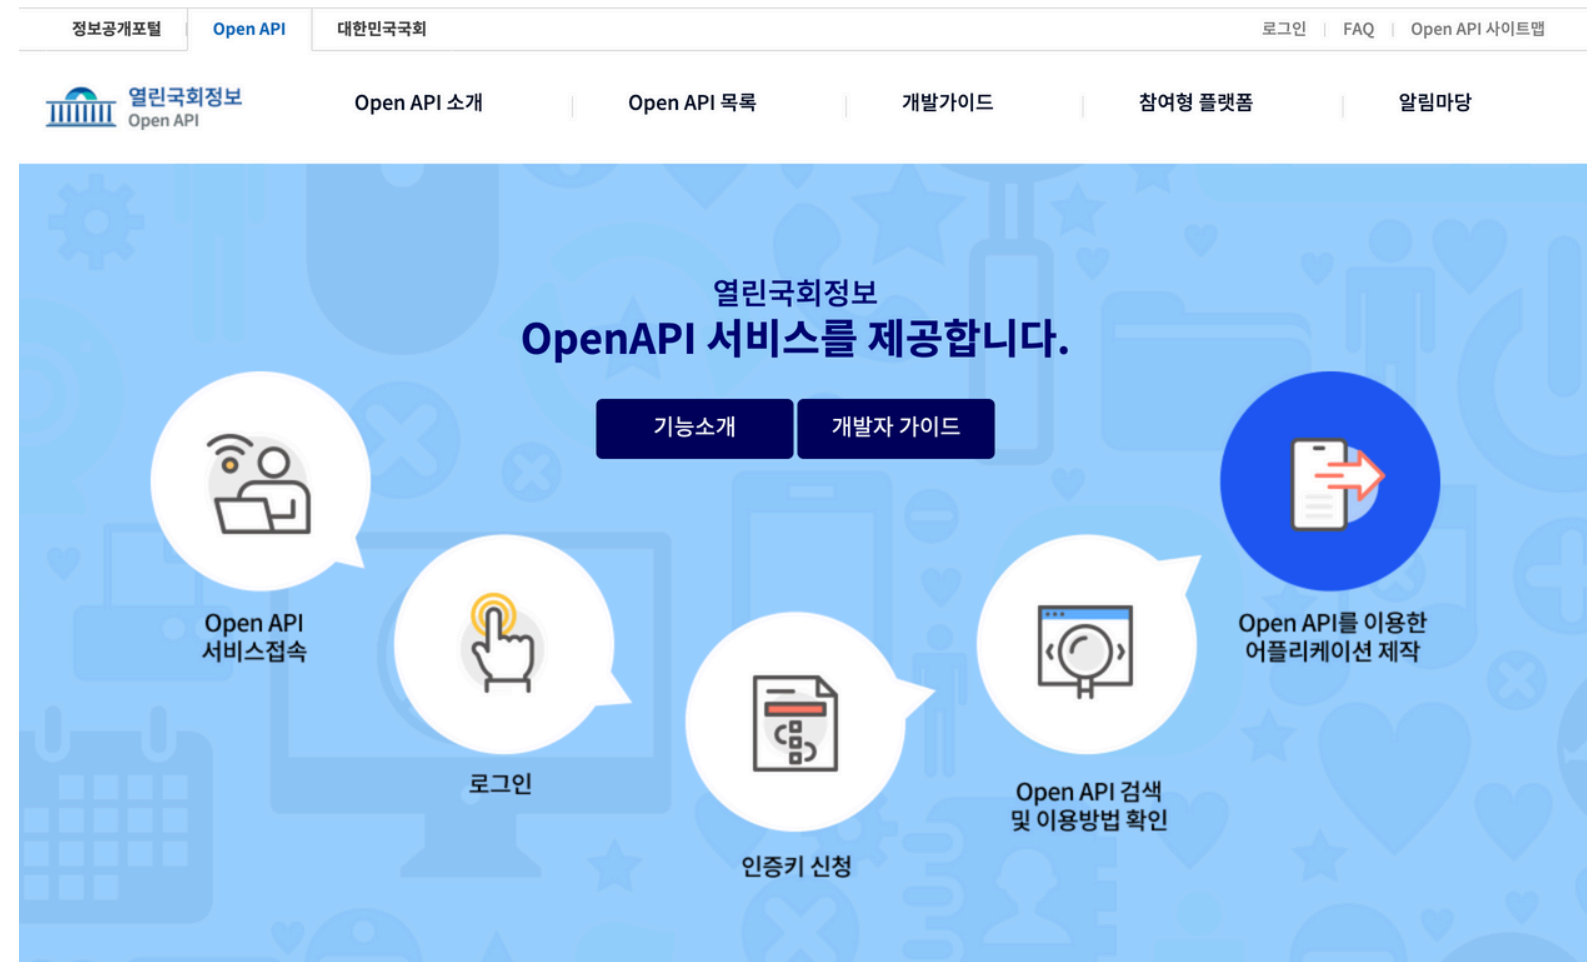 정보공개포털
Open API
대한민국국회
로그인
FAQ
Open API 사이트맵
열린국회정보
Open API
Open API 소개
Open API 목록
개발가이드
참여형 플랫폼
알림마당
열린국회정보
OpenAPI 서비스를 제공합니다.
기능소개
개발자 가이드
Open API
서비스접속
로그인
인증키 신청
Open API 검색
및 이용방법 확인
Open API를 이용한
어플리케이션 제작